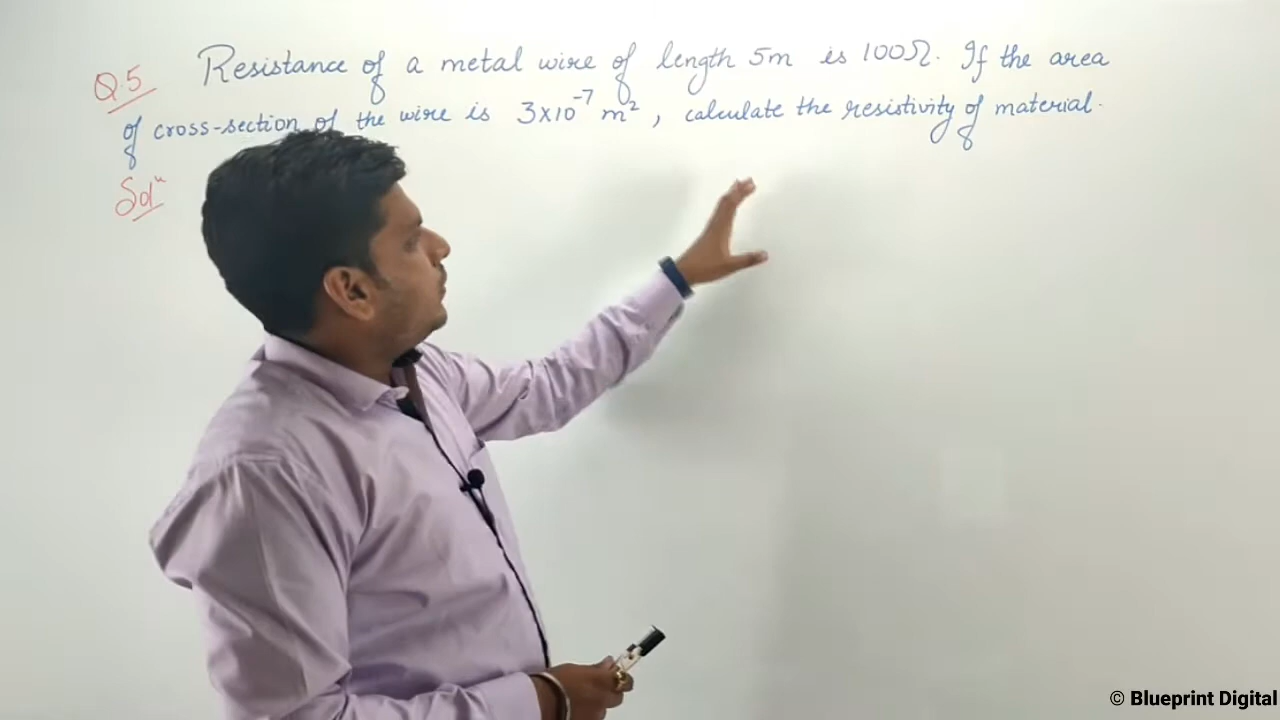 Q.5 Resistance of a metal wire of length 5m is 100Ω. If the area
of cross-section of the wire is 3x10⁻⁷ m², calculate the resistivity of material.
Solⁿ
© Blueprint Digital